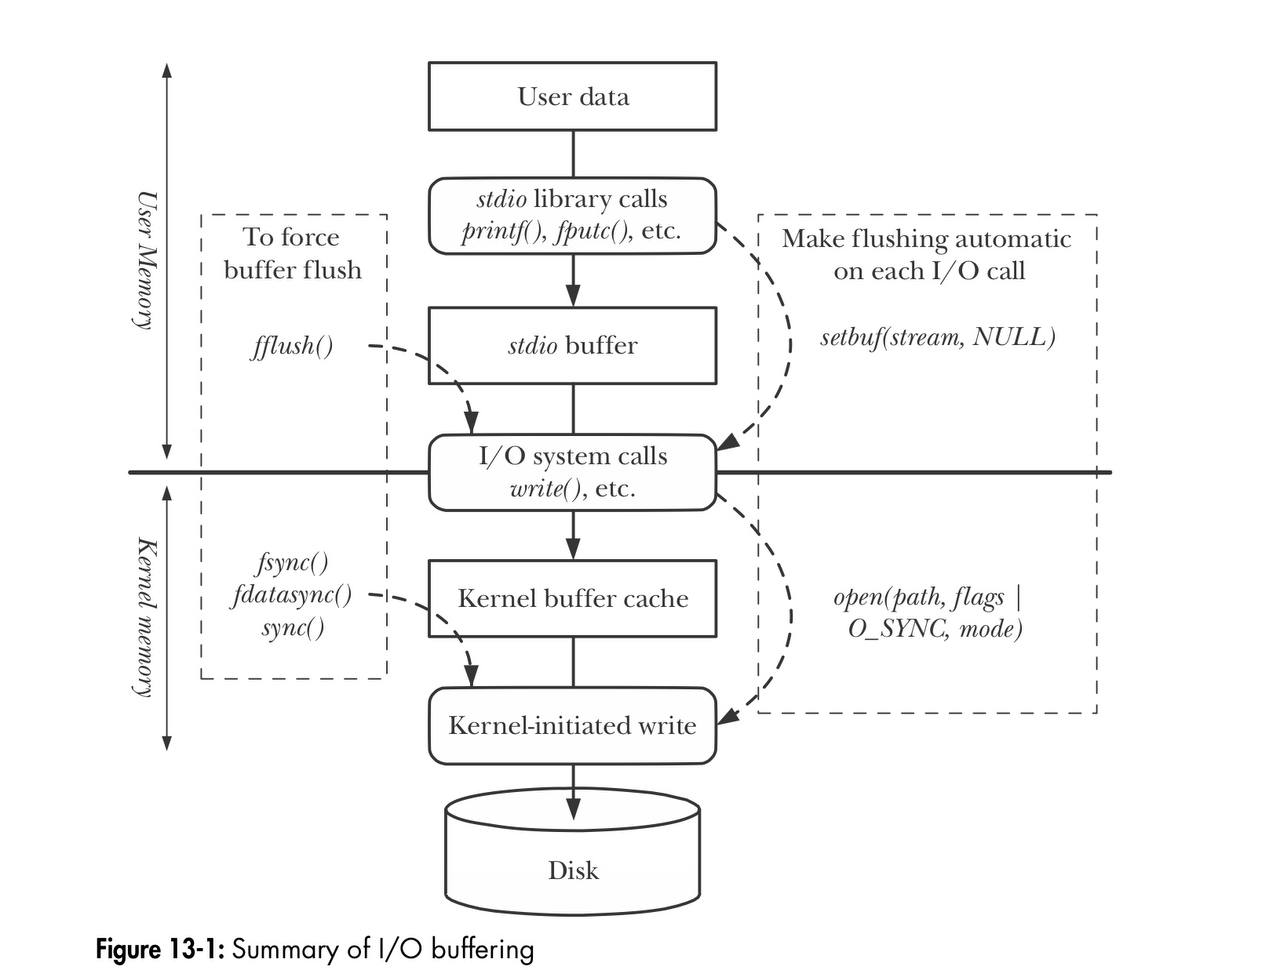 User data
stdio library calls
printf(), fputc(), etc.
User Memory
To force
buffer flush
fflush()
Make flushing automatic
on each I/O call
setbuf(stream, NULL)
stdio buffer
I/O system calls
write(), etc.
Kernel memory
fsync()
fdatasync()
sync()
Kernel buffer cache
open(path, flags |
O_SYNC, mode)
Kernel-initiated write
Disk
Figure 13-1: Summary of I/O buffering